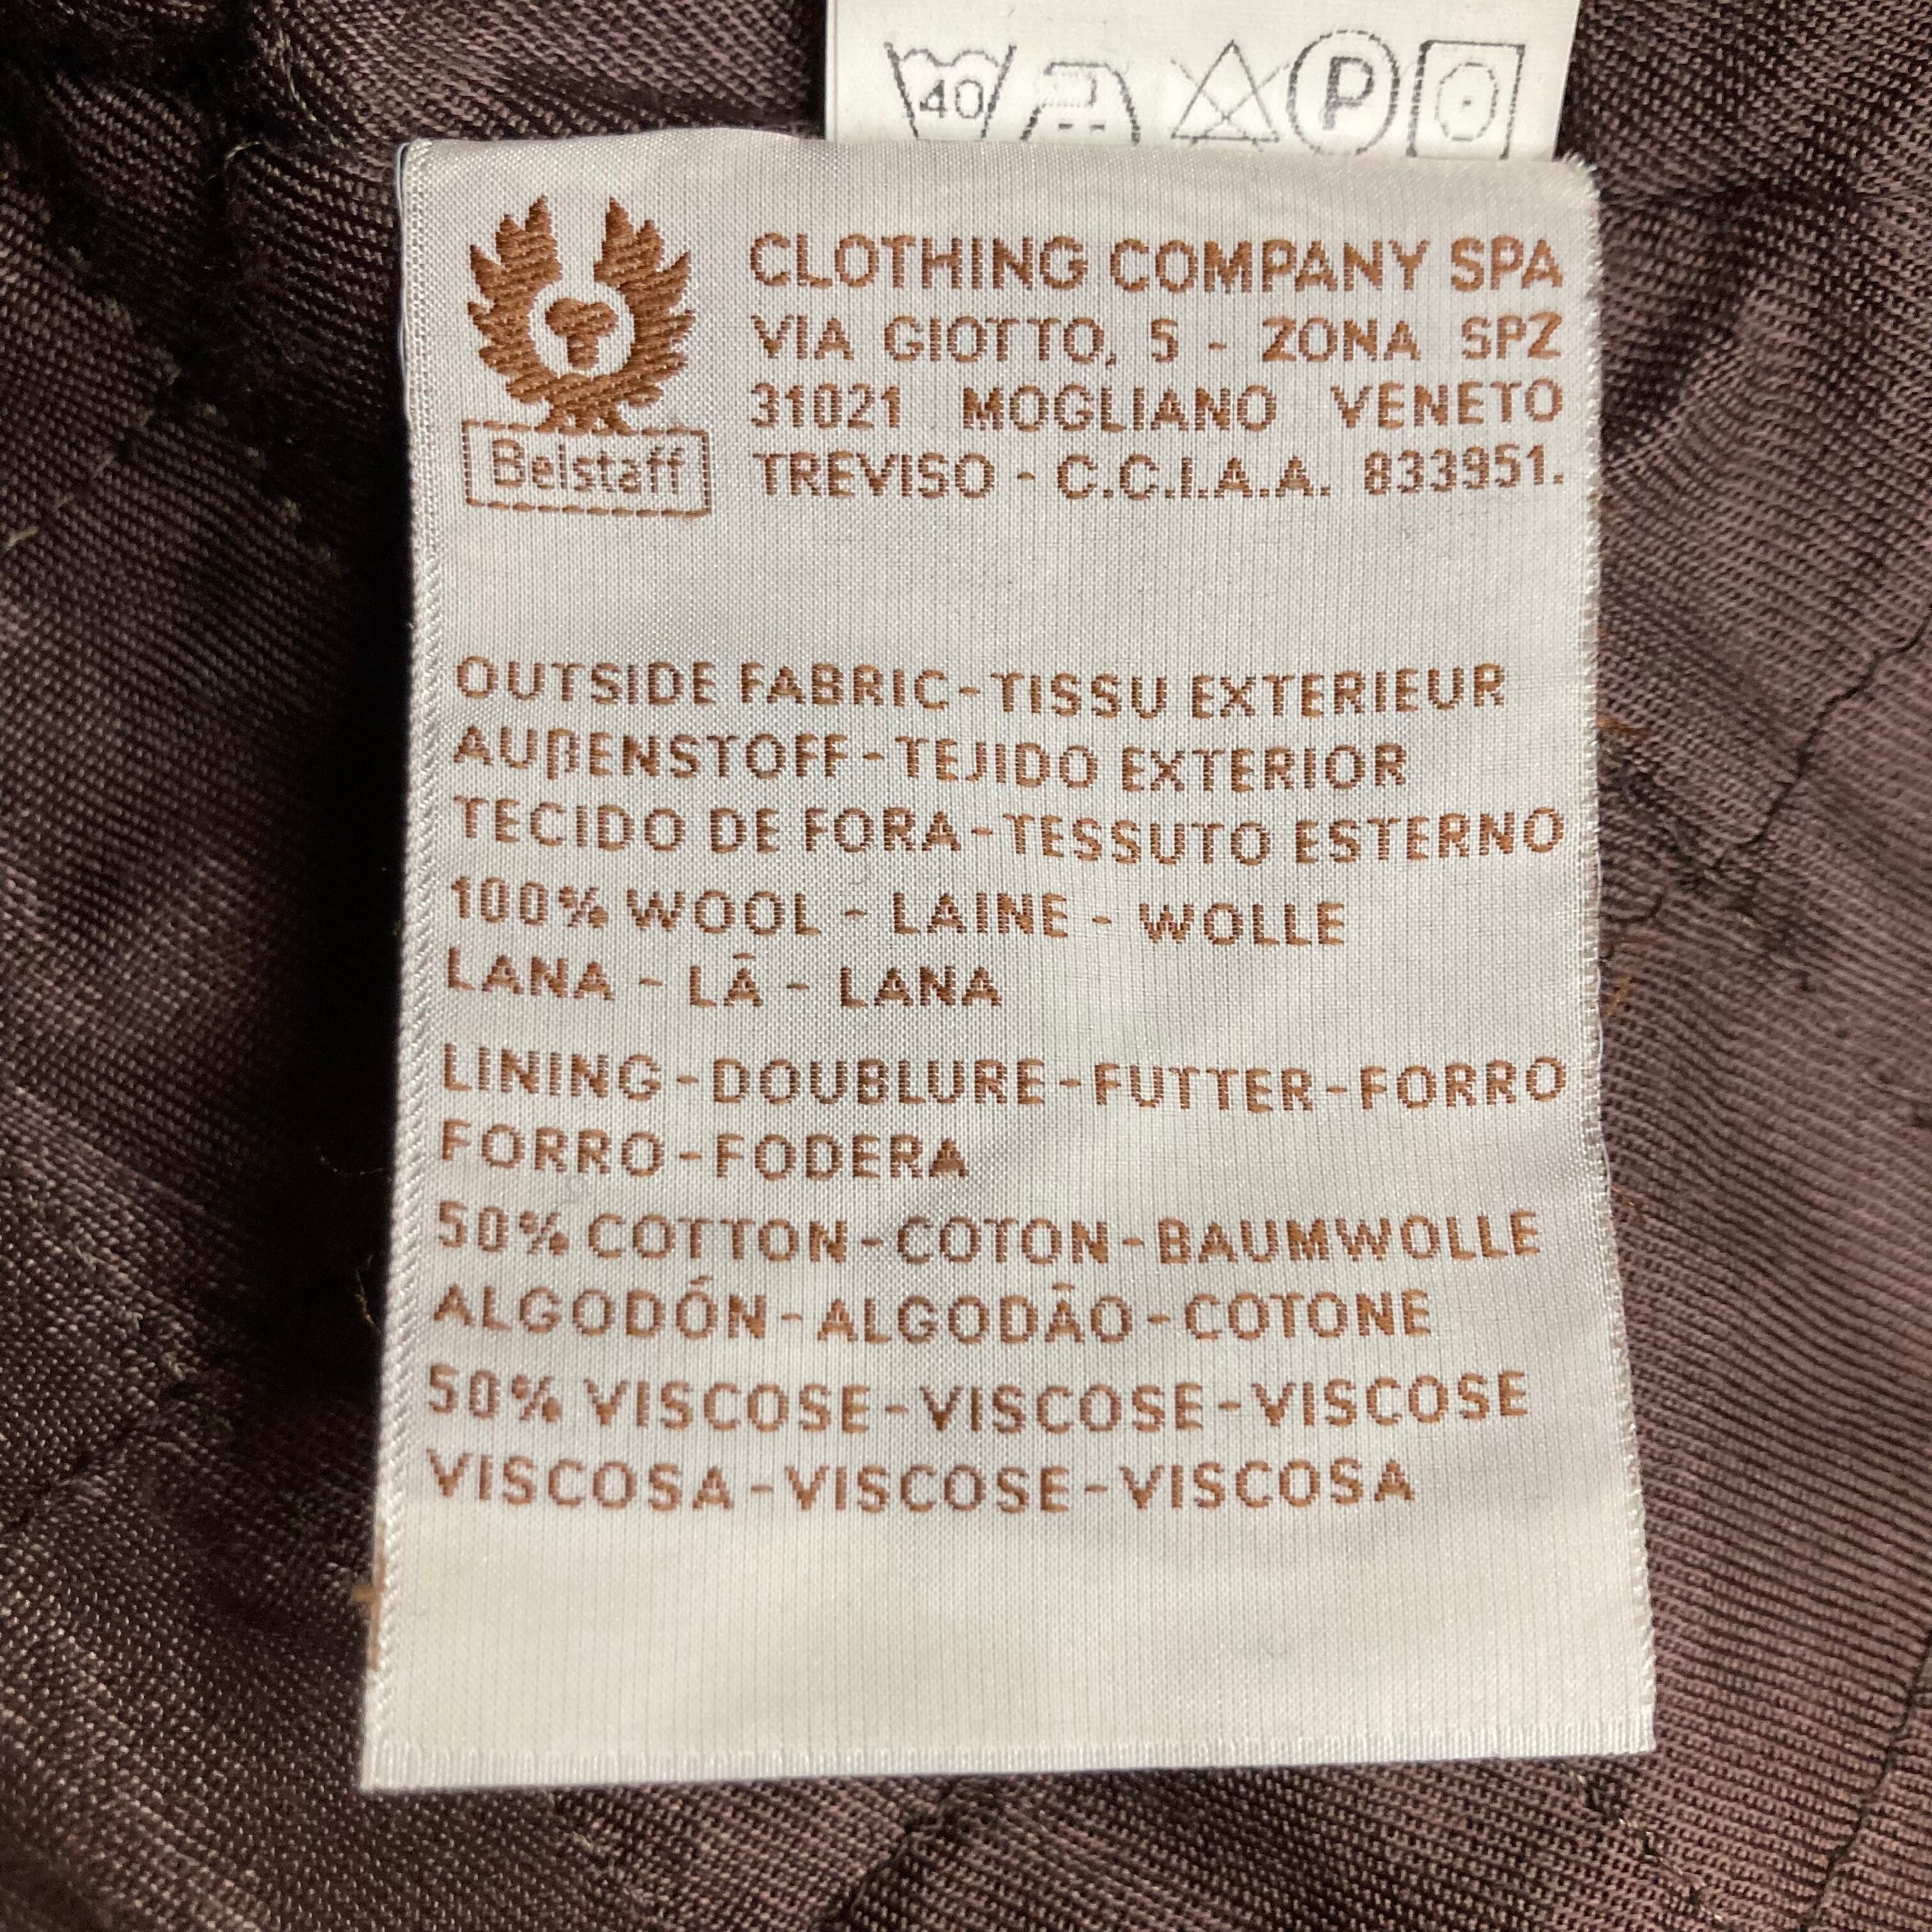 40
P
CLOTHING COMPANY SPA
VIA GIOTTO, 5 - ZONA SPZ
31021 MOGLIANO VENETO
TREVISO - C.C.I.A.A. 833951.
Belstaff
OUTSIDE FABRIC-TISSU EXTERIEUR
AUßENSTOFF-TEJIDO EXTERIOR
TECIDO DE FORA-TESSUTO ESTERNO
100% WOOL - LAINE - WOLLE
LANA - LÃ - LANA
LINING-DOUBLURE-FUTTER-FORRO
FORRO-FODERA
50% COTTON-COTON-BAUMWOLLE
ALGODÓN-ALGODÃO-COTONE
50% VISCOSE-VISCOSE-VISCOSE
VISCOSA-VISCOSE-VISCOSA